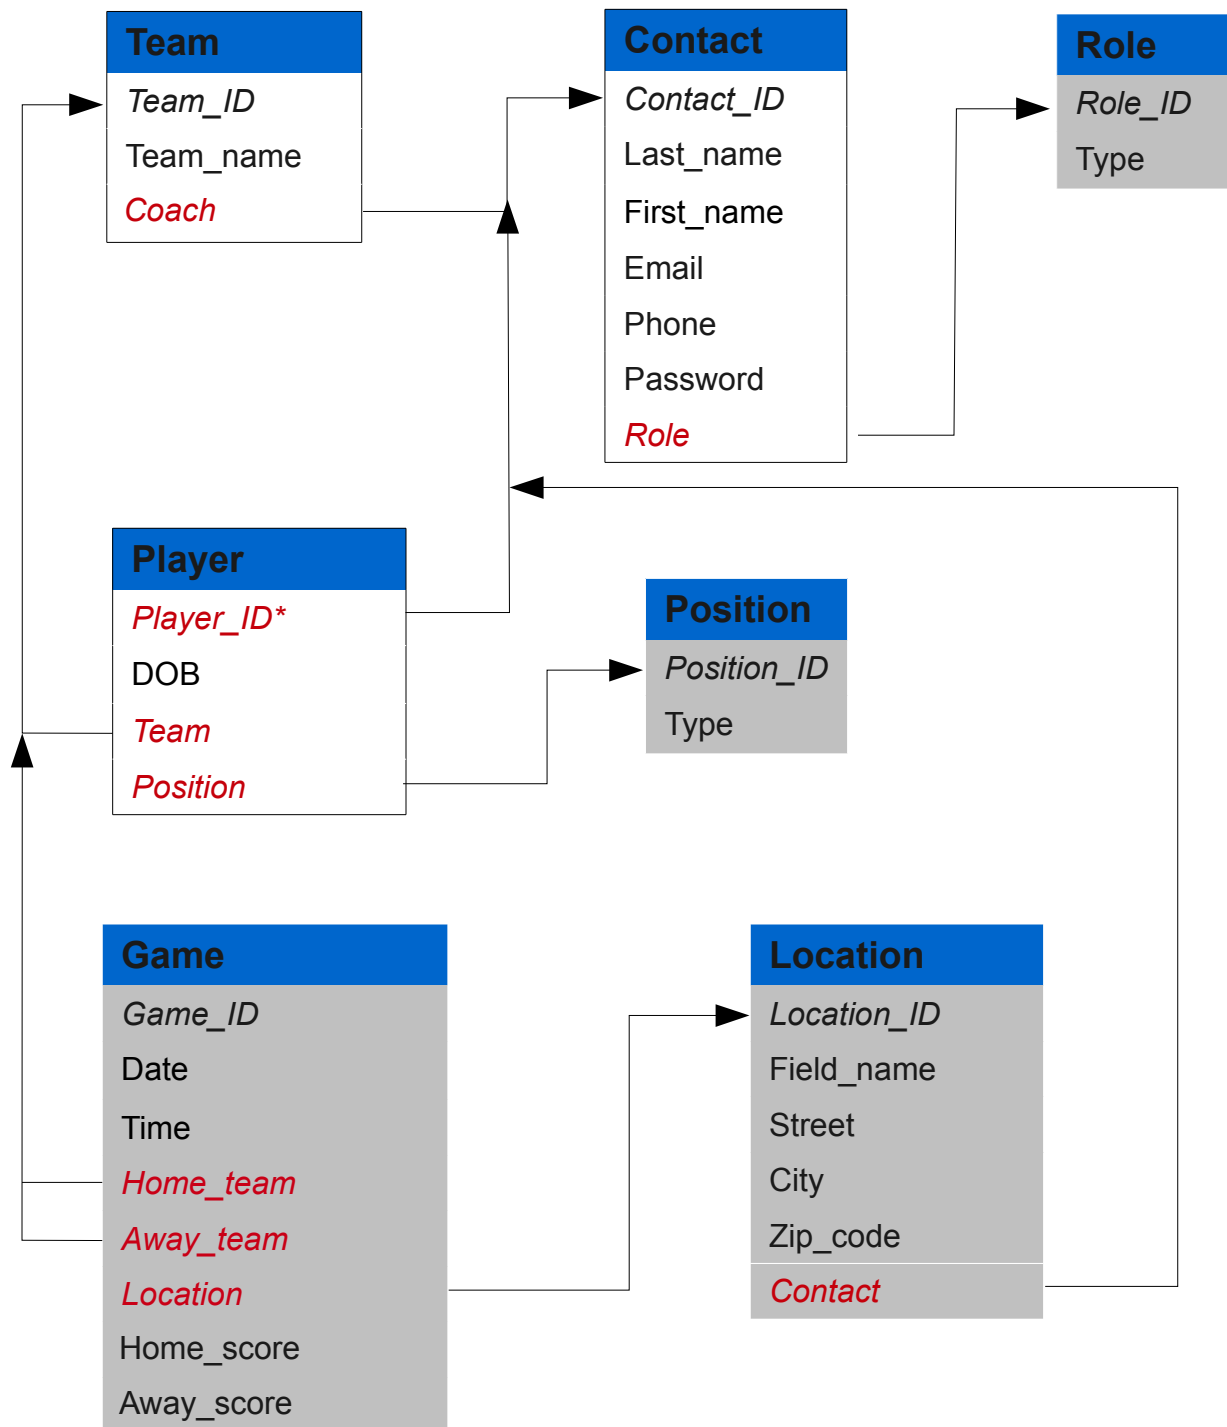 Team
Team_ID
Team_name
Coach
Contact
Contact_ID
Last_name
First_name
Email
Phone
Password
Role
Role
Role_ID
Type
Player
Player_ID*
DOB
Team
Position
Position
Position_ID
Type
Game
Game_ID
Date
Time
Home_team
Away_team
Location
Home_score
Away_score
Location
Location_ID
Field_name
Street
City
Zip_code
Contact